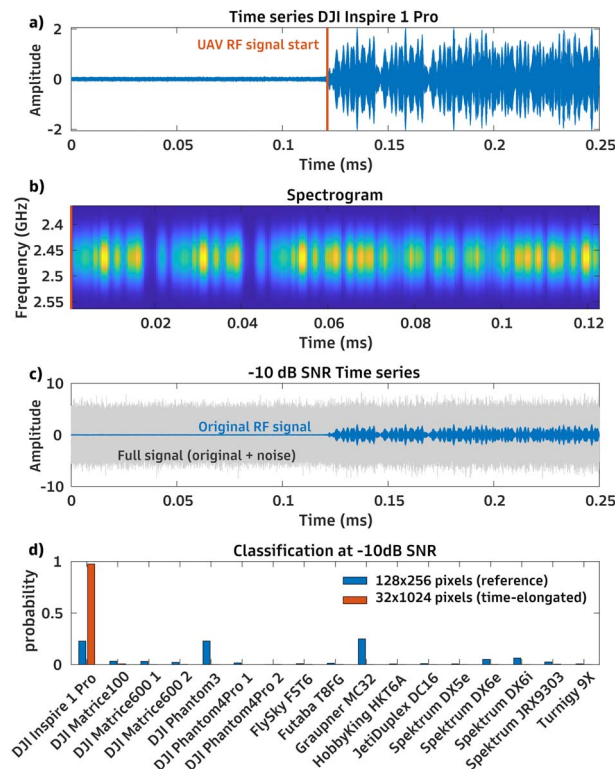 a)
Time series DJI Inspire 1 Pro
2
0
-2
Amplitude
UAV RF signal start
0
0.05
0.1
0.15
0.2
0.25
Time (ms)
b)
Spectrogram
Frequency (GHz)
2.4
2.45
2.5
2.55
0.02
0.04
0.06
0.08
0.1
0.12
Time (ms)
c)
-10 dB SNR Time series
10
0
-10
Amplitude
Original RF signal
Full signal (original + noise)
0
0.05
0.1
0.15
0.2
0.25
Time (ms)
d)
Classification at -10dB SNR
1
0.5
0
probability
128x256 pixels (reference)
32x1024 pixels (time-elongated)
DJI Inspire 1 Pro
DJI Matrice100
DJI Matrice600 1
DJI Matrice600 2
DJI Phantom3
DJI Phantom4Pro 1
DJI Phantom4Pro 2
FlySky FST6
Futaba T8FG
Graupner MC32
HobbyKing HKT6A
JetiDuplex DC16
Spektrum DX5e
Spektrum DX6e
Spektrum DX6i
Spektrum JRX9303
Turnigy 9X